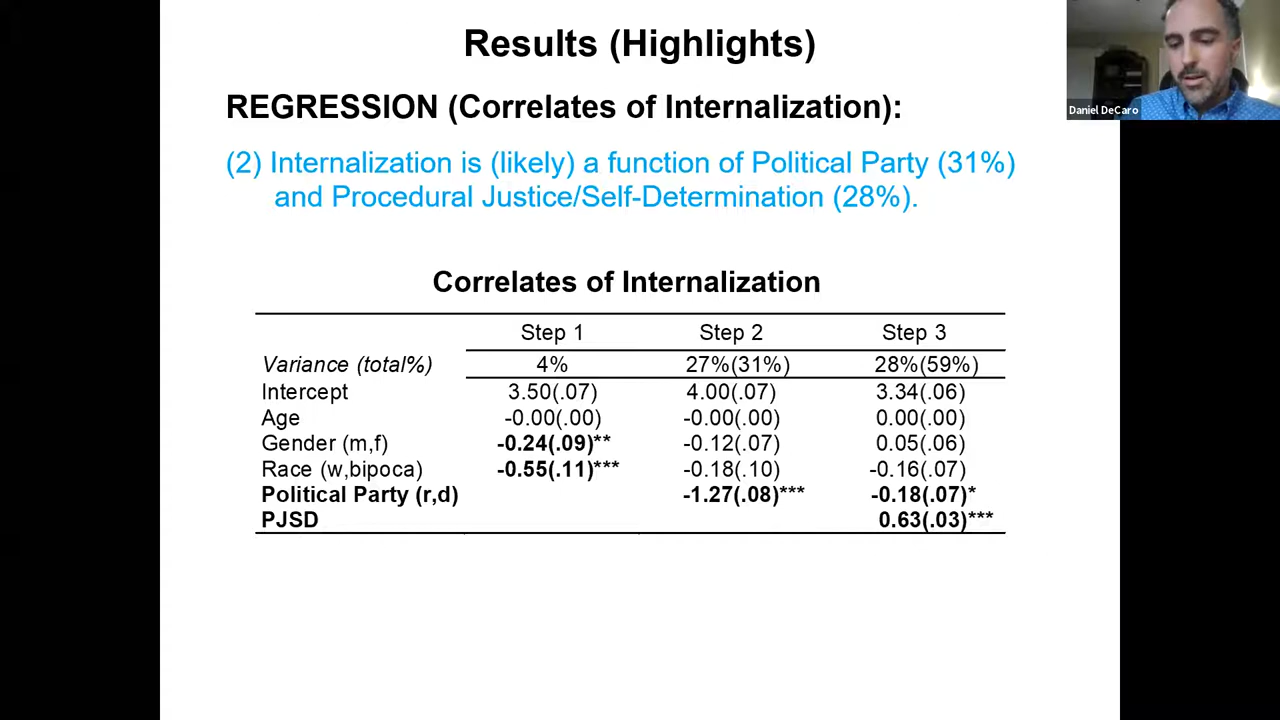 Results (Highlights)
Daniel DeCaro
REGRESSION (Correlates of Internalization):
(2) Internalization is (likely) a function of Political Party (31%)
and Procedural Justice/Self-Determination (28%).
Correlates of Internalization
Step 1 Step 2 Step 3
Variance (total%) 4% 27%(31%) 28%(59%)
Intercept 3.50(.07) 4.00(.07) 3.34(.06)
Age -0.00(.00) -0.00(.00) 0.00(.00)
Gender (m,f) -0.24(.09)** -0.12(.07) 0.05(.06)
Race (w,bipoca) -0.55(.11)*** -0.18(.10) -0.16(.07)
Political Party (r,d) -1.27(.08)*** -0.18(.07)*
PJSD 0.63(.03)***